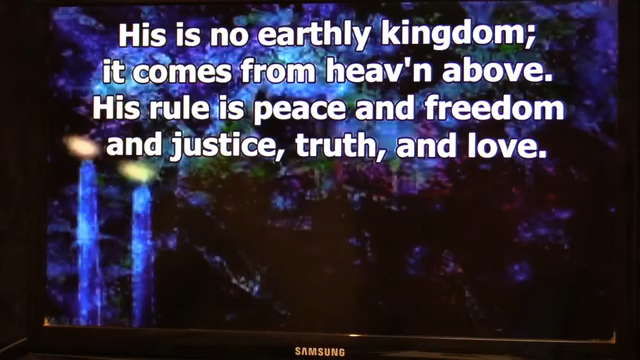 His is no earthly kingdom;
it comes from heav'n above.
His rule is peace and freedom
and justice, truth, and love.
SAMSUNG